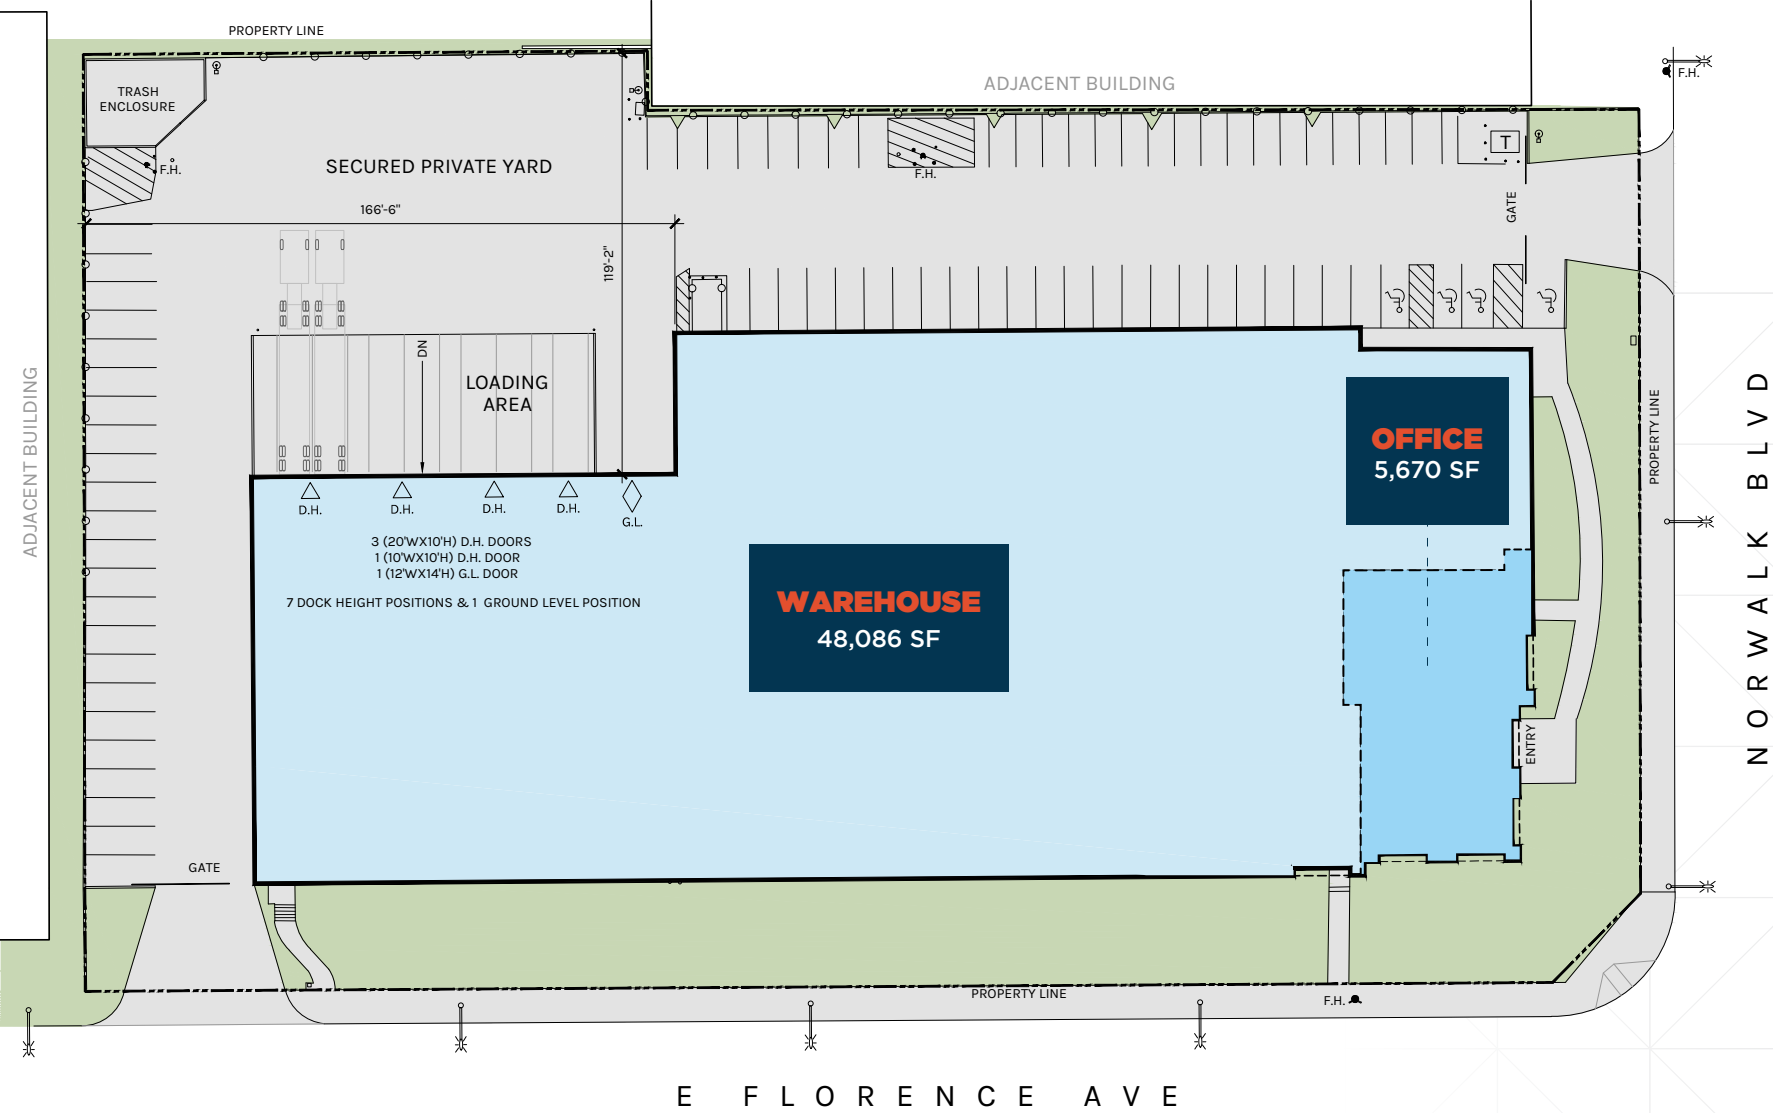 PROPERTY LINE
TRASH
ENCLOSURE
F.H.
SECURED PRIVATE YARD
166'-6"
119'-2"
ADJACENT BUILDING
F.H.
T
GATE
F.H.
ADJACENT BUILDING
DN
LOADING
AREA
D.H.
D.H.
D.H.
D.H.
G.L.
3 (20'WX10'H) D.H. DOORS
1 (10'WX10'H) D.H. DOOR
1 (12'WX14'H) G.L. DOOR
7 DOCK HEIGHT POSITIONS & 1 GROUND LEVEL POSITION
WAREHOUSE
48,086 SF
OFFICE
5,670 SF
ENTRY
PROPERTY LINE
NORWALK BLVD
GATE
PROPERTY LINE
F.H.
E FLORENCE AVE